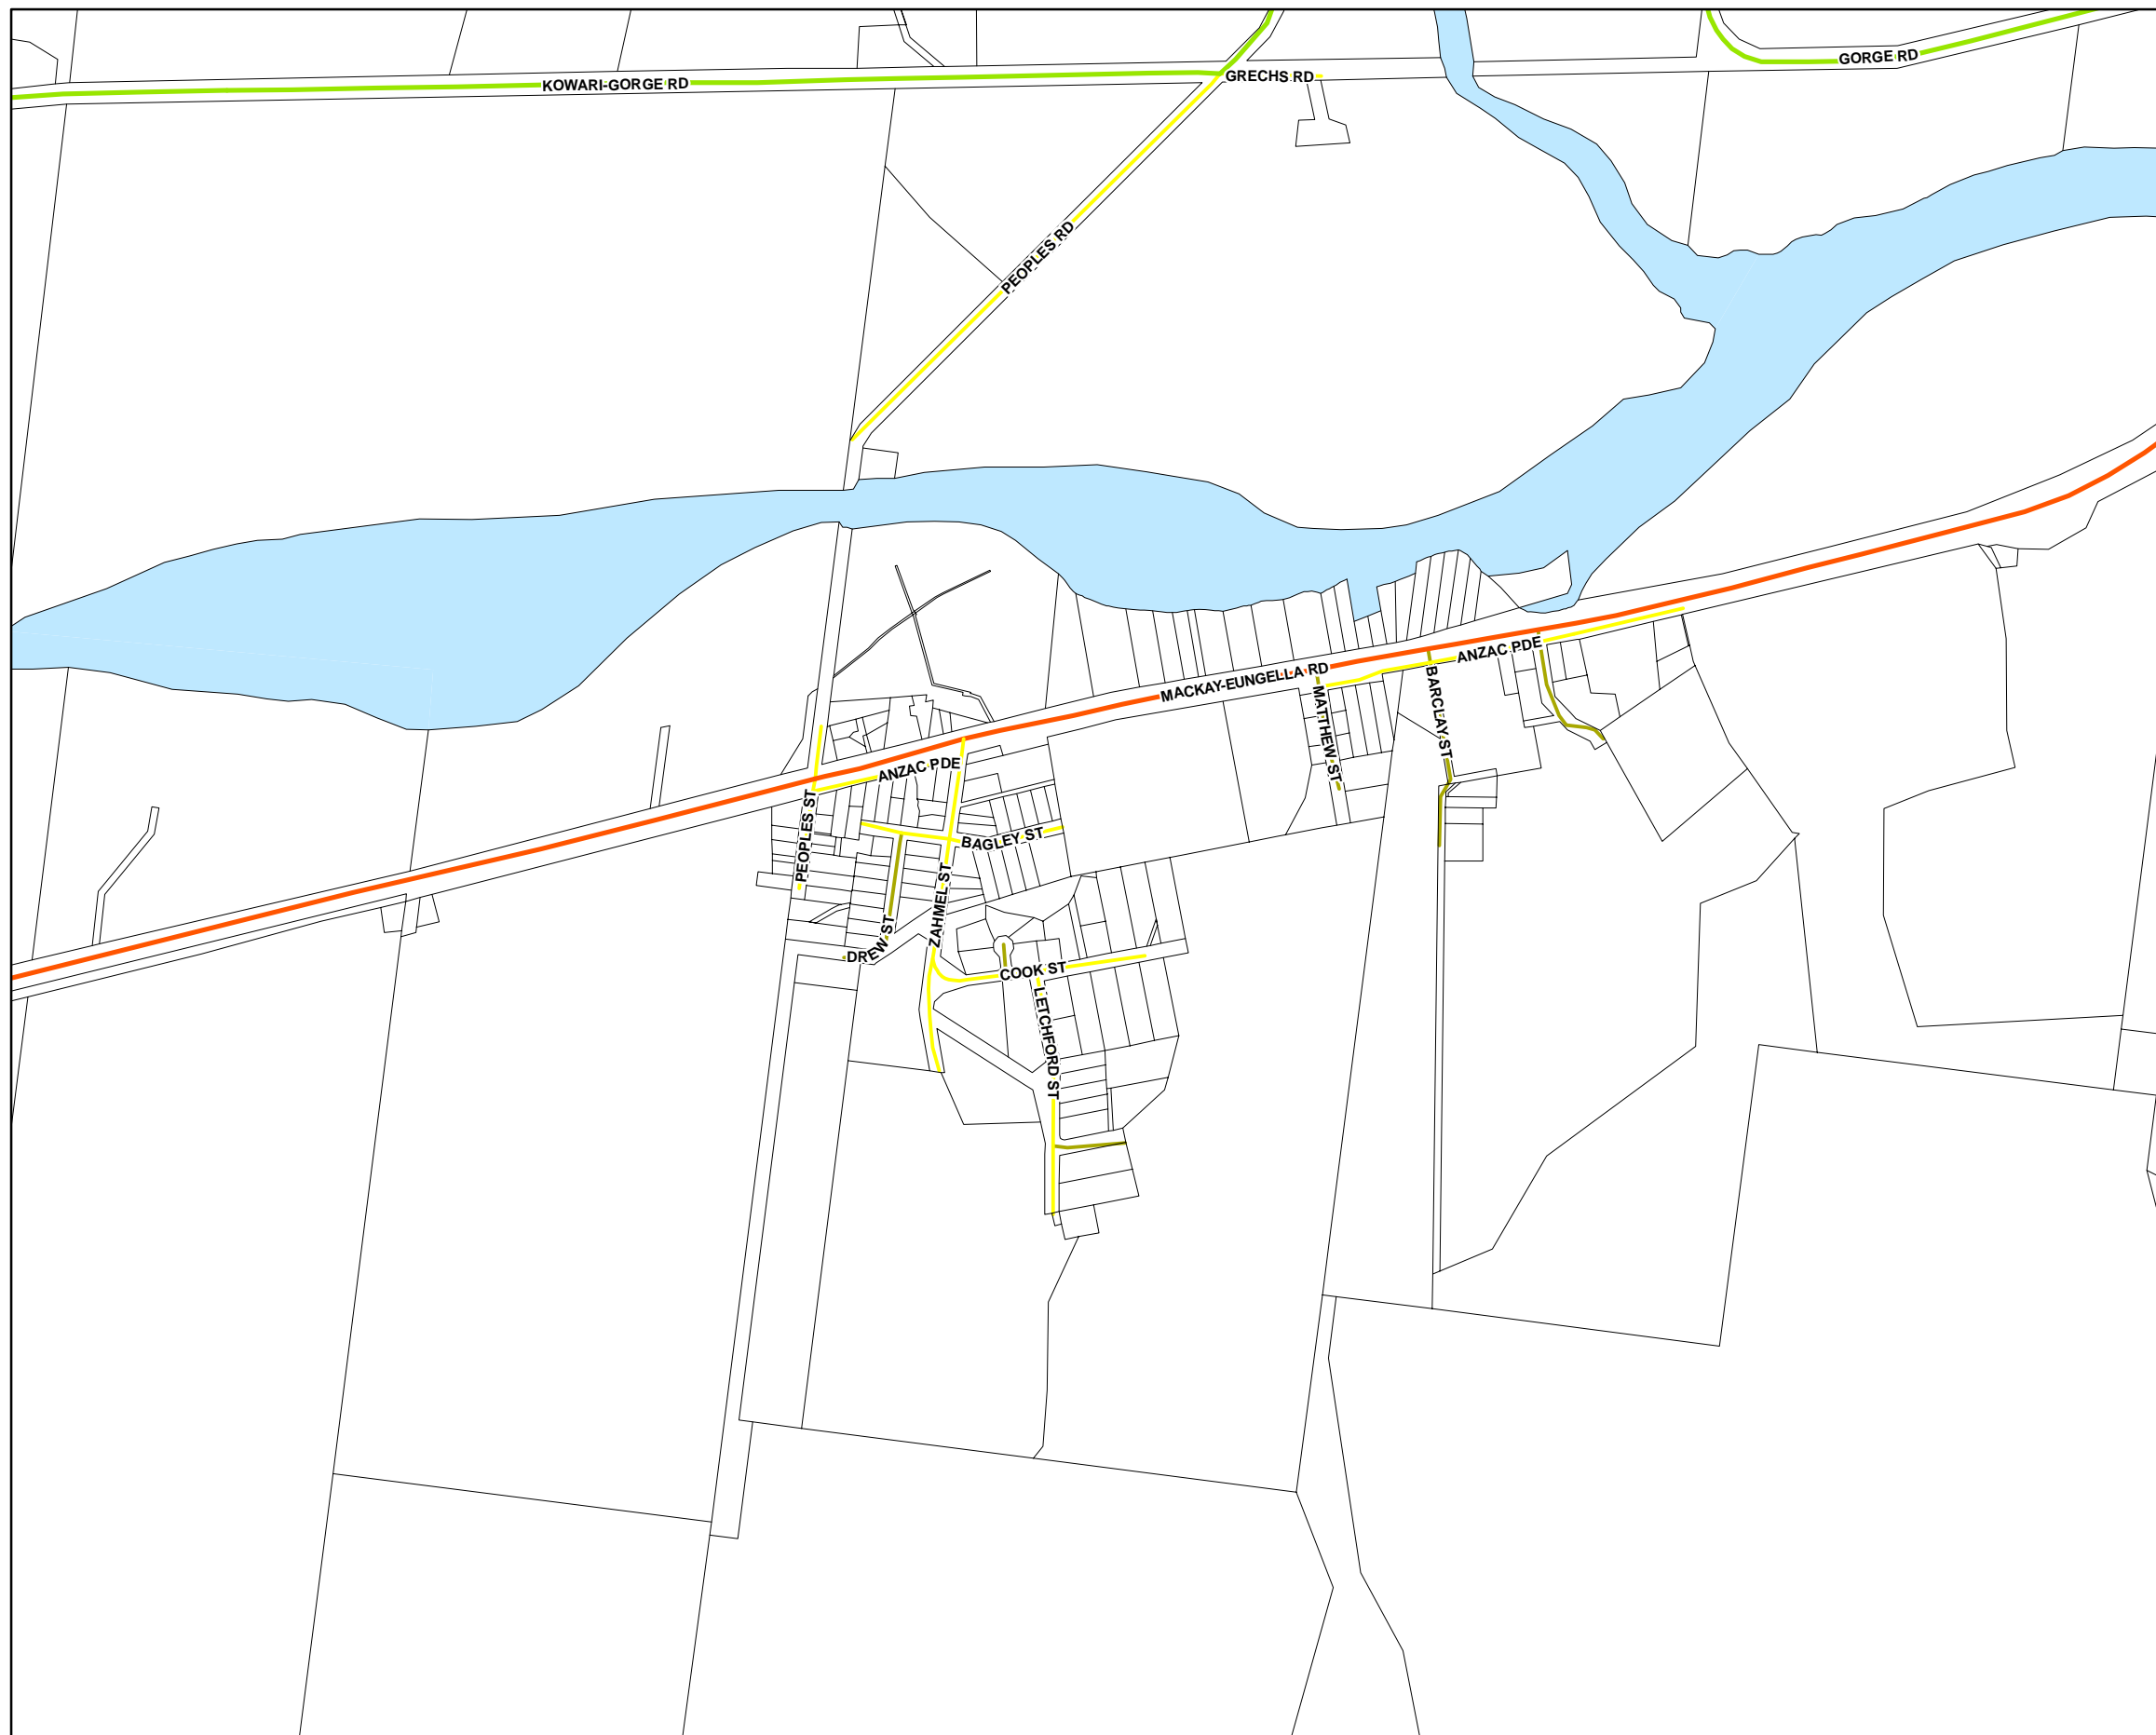 GORGE RD
KOWARI-GORGE RD
GRECHS RD
PEOPLES RD
ANZAC PDE
MACKAY-EUNGELLA RD
BARCLAY ST
MATTHEW ST
ANZAC PDE
PEOPLES ST
BAGLEY ST
ZAHMEL ST
DREW ST
COOK ST
LETCHFORD ST